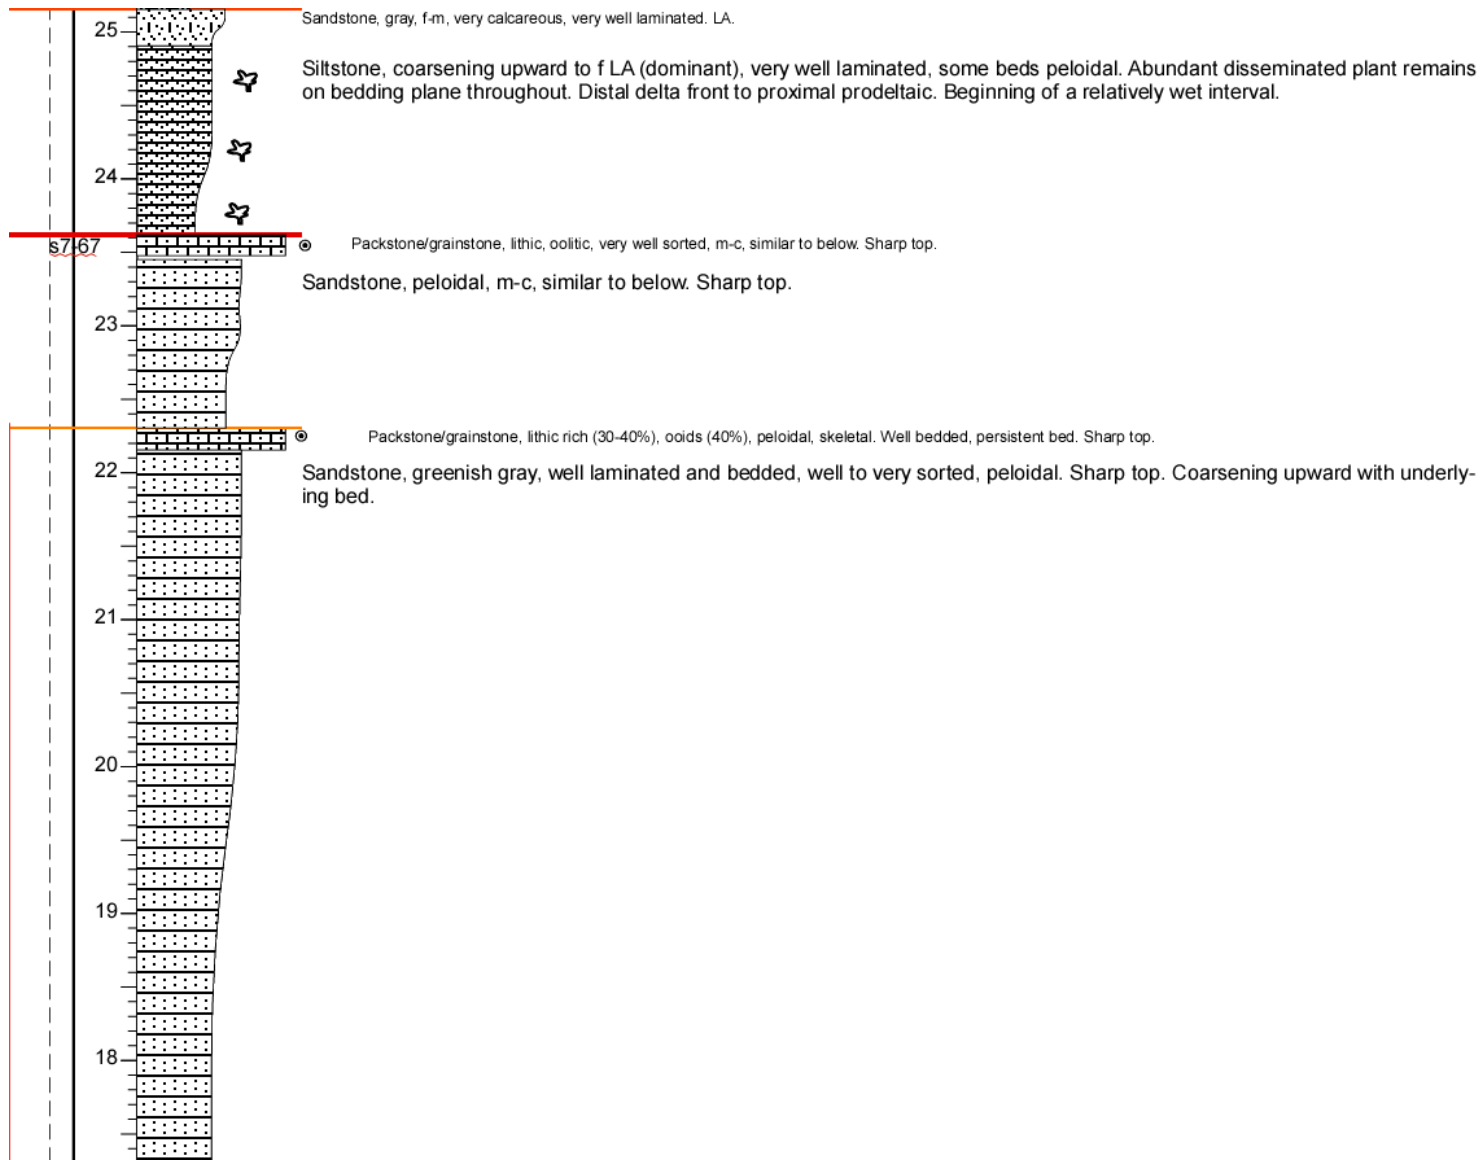 25
Sandstone, gray, f-m, very calcareous, very well laminated. LA.
Siltstone, coarsening upward to f LA (dominant), very well laminated, some beds peloidal. Abundant disseminated plant remains
on bedding plane throughout. Distal delta front to proximal prodeltaic. Beginning of a relatively wet interval.
24
s7-67
Packstone/grainstone, lithic, oolitic, very well sorted, m-c, similar to below. Sharp top.
Sandstone, peloidal, m-c, similar to below. Sharp top.
23
Packstone/grainstone, lithic rich (30-40%), ooids (40%), peloidal, skeletal. Well bedded, persistent bed. Sharp top.
22
Sandstone, greenish gray, well laminated and bedded, well to very sorted, peloidal. Sharp top. Coarsening upward with underly-
ing bed.
21
20
19
18